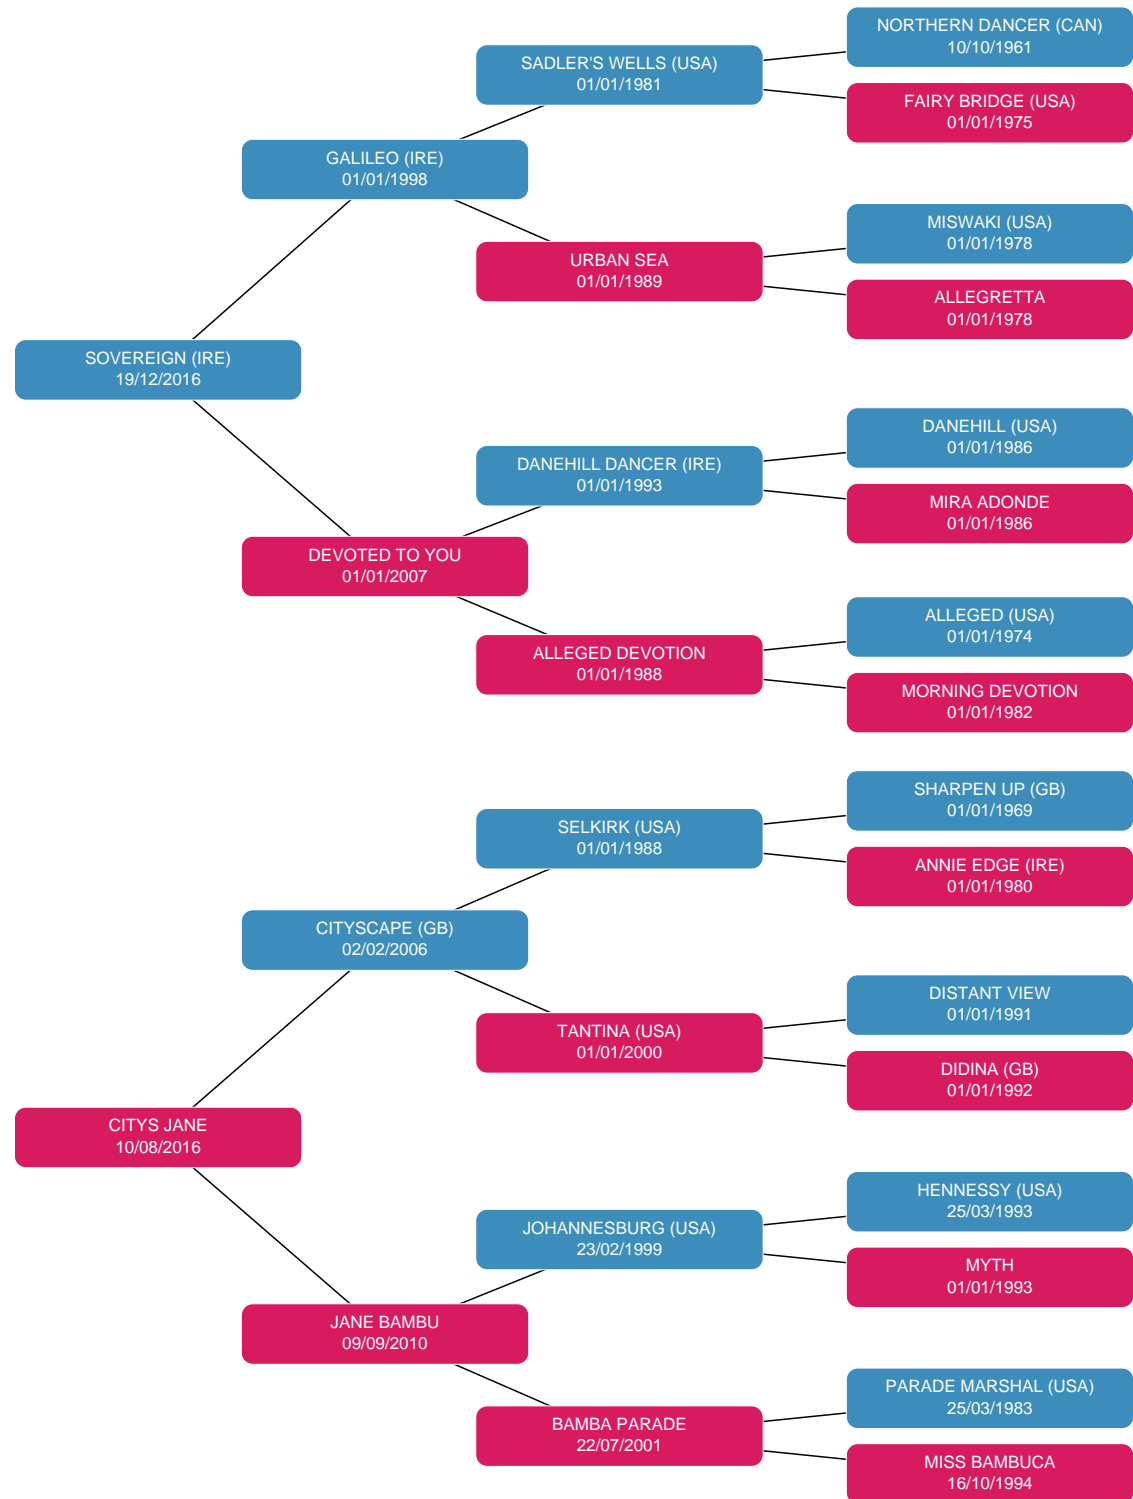 NORTHERN DANCER (CAN)
10/10/1961
SADLER'S WELLS (USA)
01/01/1981
FAIRY BRIDGE (USA)
01/01/1975
GALILEO (IRE)
01/01/1998
MISWAKI (USA)
01/01/1978
URBAN SEA
01/01/1989
ALLEGRETTA
01/01/1978
SOVEREIGN (IRE)
19/12/2016
DANEHILL (USA)
01/01/1986
DANEHILL DANCER (IRE)
01/01/1993
MIRA ADONDE
01/01/1986
DEVOTED TO YOU
01/01/2007
ALLEGED (USA)
01/01/1974
ALLEGED DEVOTION
01/01/1988
MORNING DEVOTION
01/01/1982
SHARPEN UP (GB)
01/01/1969
SELKIRK (USA)
01/01/1988
ANNIE EDGE (IRE)
01/01/1980
CITYSCAPE (GB)
02/02/2006
DISTANT VIEW
01/01/1991
TANTINA (USA)
01/01/2000
DIDINA (GB)
01/01/1992
CITYS JANE
10/08/2016
HENNESSY (USA)
25/03/1993
JOHANNESBURG (USA)
23/02/1999
MYTH
01/01/1993
JANE BAMBU
09/09/2010
PARADE MARSHAL (USA)
25/03/1983
BAMBA PARADE
22/07/2001
MISS BAMBUCA
16/10/1994